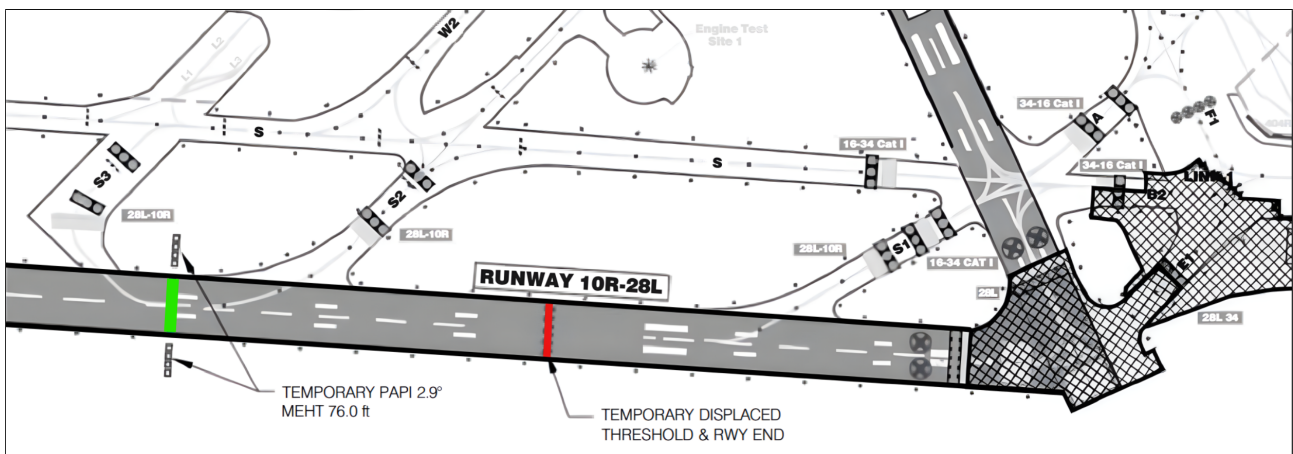 L2
L1
L3
W2
Engine Test
Site 1
S
S
S3
S2
28L-10R
28L-10R
16-34 Cat I
34-16 Cat I
A
F1
34-16 Cat I
B2
E1
RUNWAY 10R-28L
28L-10R
S1
16-34 CAT I
28L
28L 34
TEMPORARY PAPI 2.9°
MEHT 76.0 ft
TEMPORARY DISPLACED
THRESHOLD & RWY END